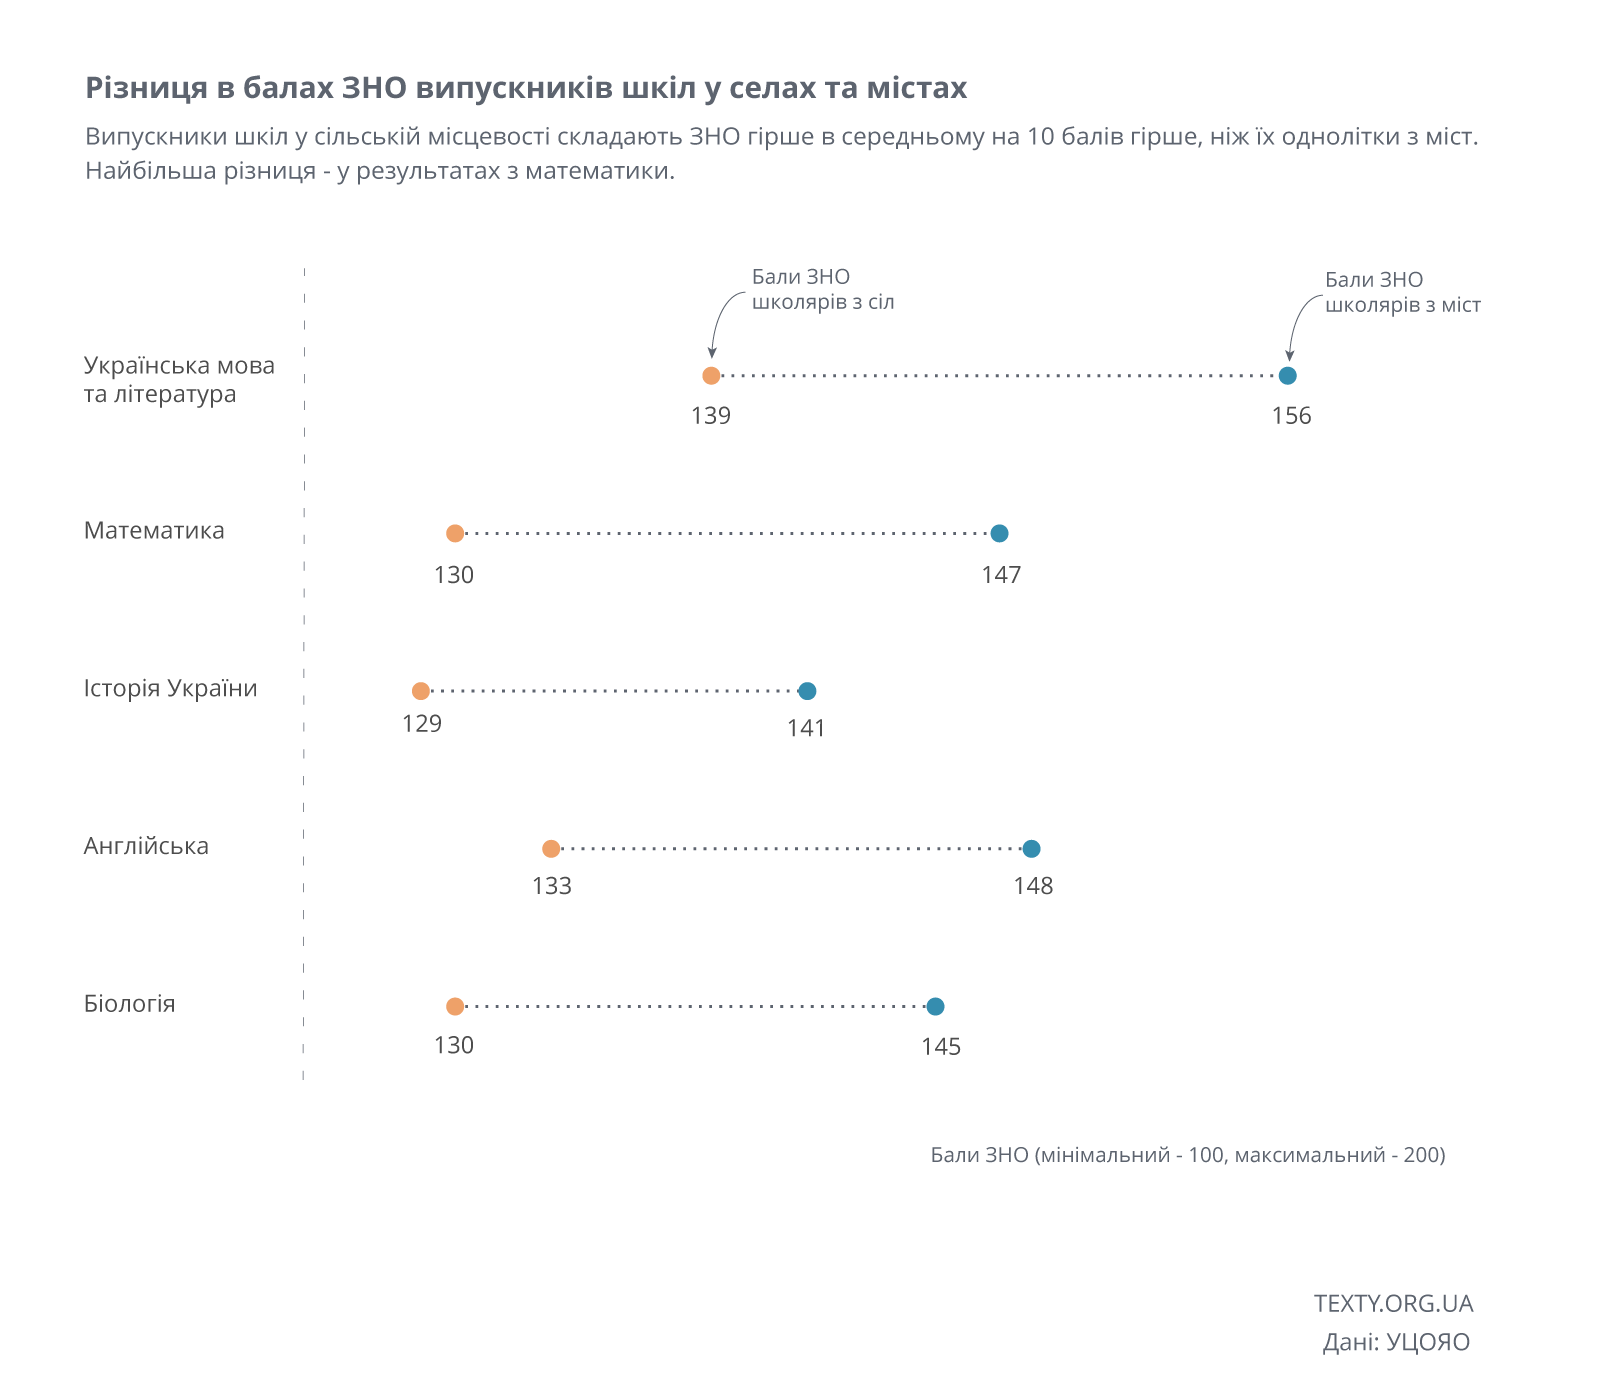 Різниця в балах ЗНО випускників шкіл у селах та містах
Випускники шкіл у сільській місцевості складають ЗНО гірше в середньому на 10 балів гірше, ніж їх однолітки з міст.
Найбільша різниця - у результатах з математики.
Бали ЗНО
школярів з сіл
Бали ЗНО
школярів з міст
Українська мова
та література
139
156
Математика
130
147
Історія України
129
141
Англійська
133
148
Біологія
130
145
Бали ЗНО (мінімальний - 100, максимальний - 200)
TEXTY.ORG.UA
Дані: УЦОЯО